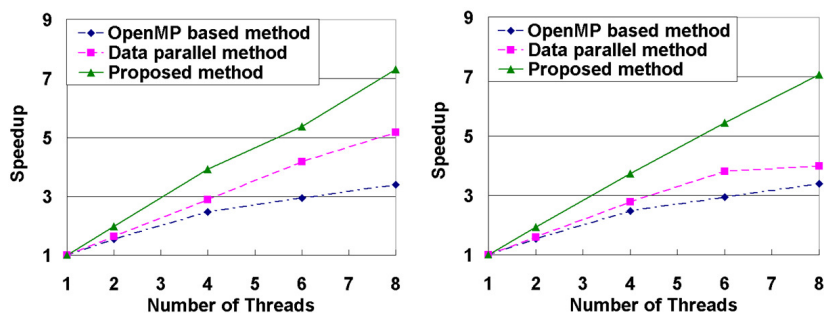 OpenMP based method
Data parallel method
Proposed method
9
7
5
3
1
Speedup
1 2 3 4 5 6 7 8
Number of Threads
OpenMP based method
Data parallel method
Proposed method
9
7
5
3
1
Speedup
1 2 3 4 5 6 7 8
Number of Threads